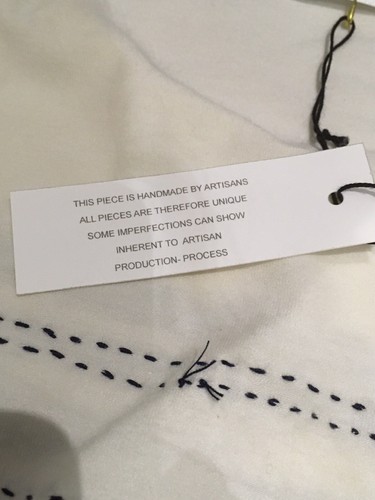 THIS PIECE IS HANDMADE BY ARTISANS
ALL PIECES ARE THEREFORE UNIQUE
SOME IMPERFECTIONS CAN SHOW
INHERENT TO ARTISAN
PRODUCTION- PROCESS